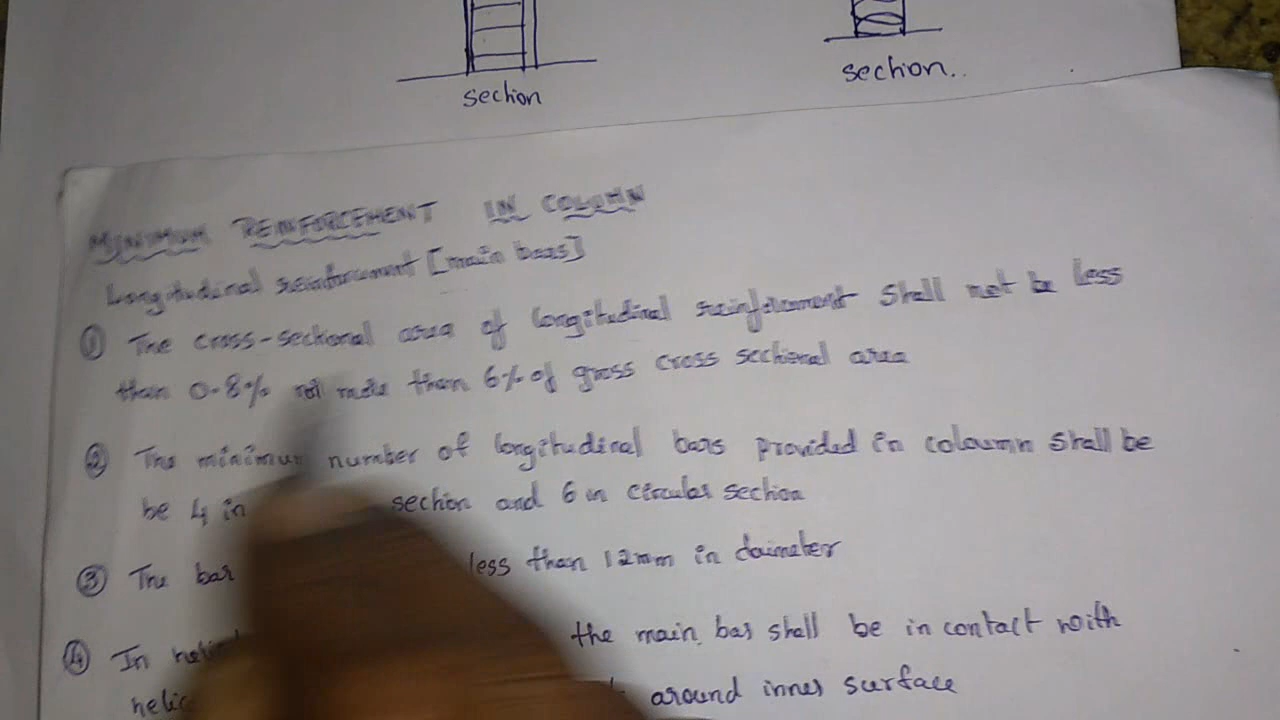 section
section..
MINIMUM REINFORCEMENT IN COLUMN
Longitudinal reinforcement [main bars]
① The cross-sectional area of longitudinal reinforcement shall not be less
than 0.8% not more than 6% of gross cross sectional area
② The minimum number of longitudinal bars provided in coloumn shall be
be 4 in section and 6 in circular section
③ The bar less than 12mm in daimeter
④ In the main bar shall be in contact with
around inner surface